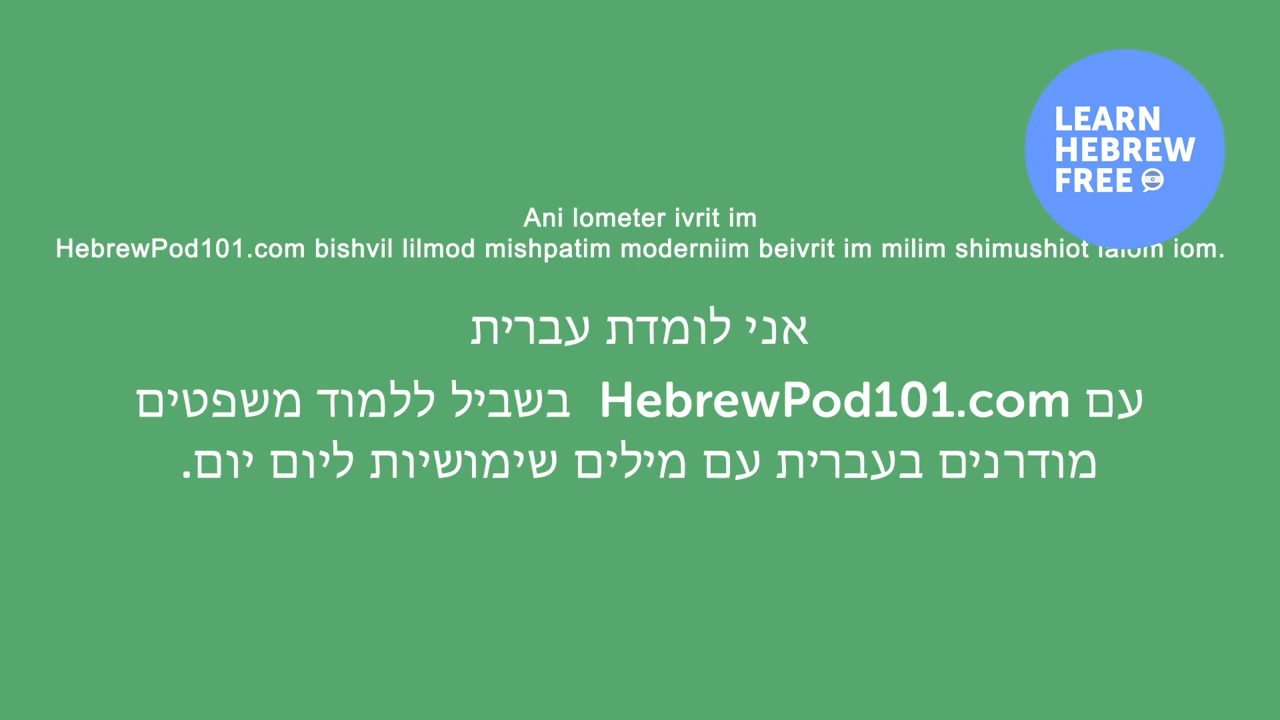 LEARN
HEBREW
FREE
Ani lometer ivrit im
HebrewPod101.com bishvil lilmod mishpatim moderniim beivrit im milim shimushiot iom.
אני לומדת עברית
עם HebrewPod101.com בשביל ללמוד משפטים
מודרנים בעברית עם מילים שימושיות ליום יום.